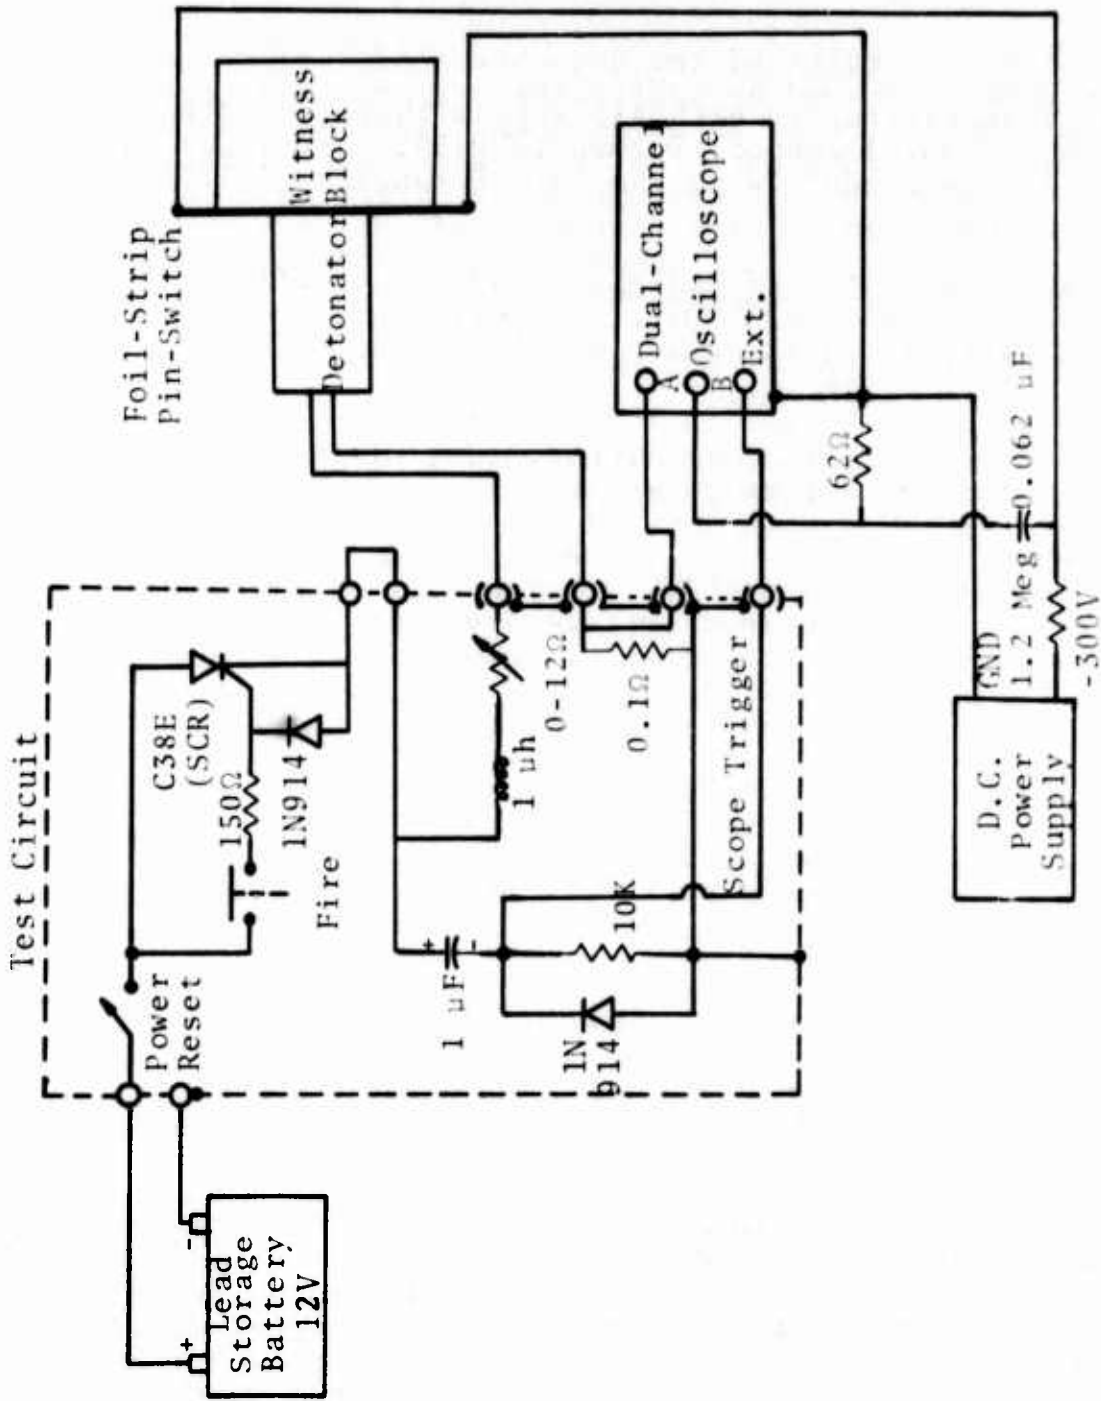 Foil-Strip
Pin-Switch
Witness
Block
Detonator
Dual-Channel
Oscilloscope
A
B
Ext.
62Ω
0.062 uF
1.2 Meg
GND
-300V
D.C.
Power
Supply
Test Circuit
C38E
(SCR)
150Ω
1N914
Fire
Power
Reset
1 uh
0-12Ω
0.1Ω
Scope Trigger
+
-
1 µF
10K
1N
914
+
-
Lead
Storage
Battery
12V